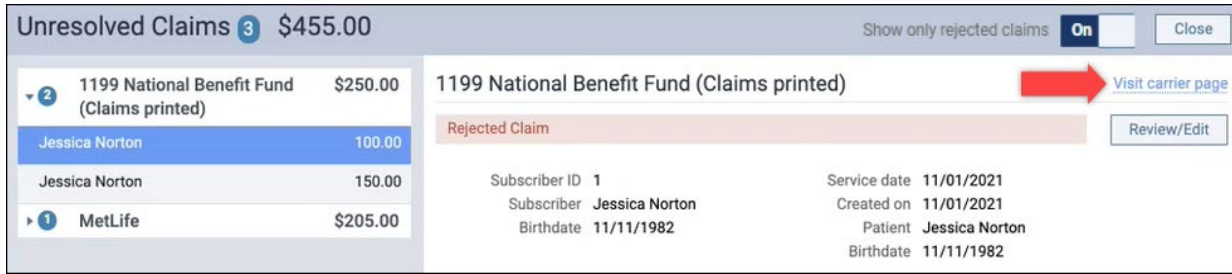 Unresolved Claims 3 $455.00
Show only rejected claims On Close
2 1199 National Benefit Fund $250.00
(Claims printed)
Jessica Norton 100.00
Jessica Norton 150.00
1 MetLife $205.00
1199 National Benefit Fund (Claims printed) Visit carrier page
Rejected Claim Review/Edit
Subscriber ID 1 Service date 11/01/2021
Subscriber Jessica Norton Created on 11/01/2021
Birthdate 11/11/1982 Patient Jessica Norton
Birthdate 11/11/1982